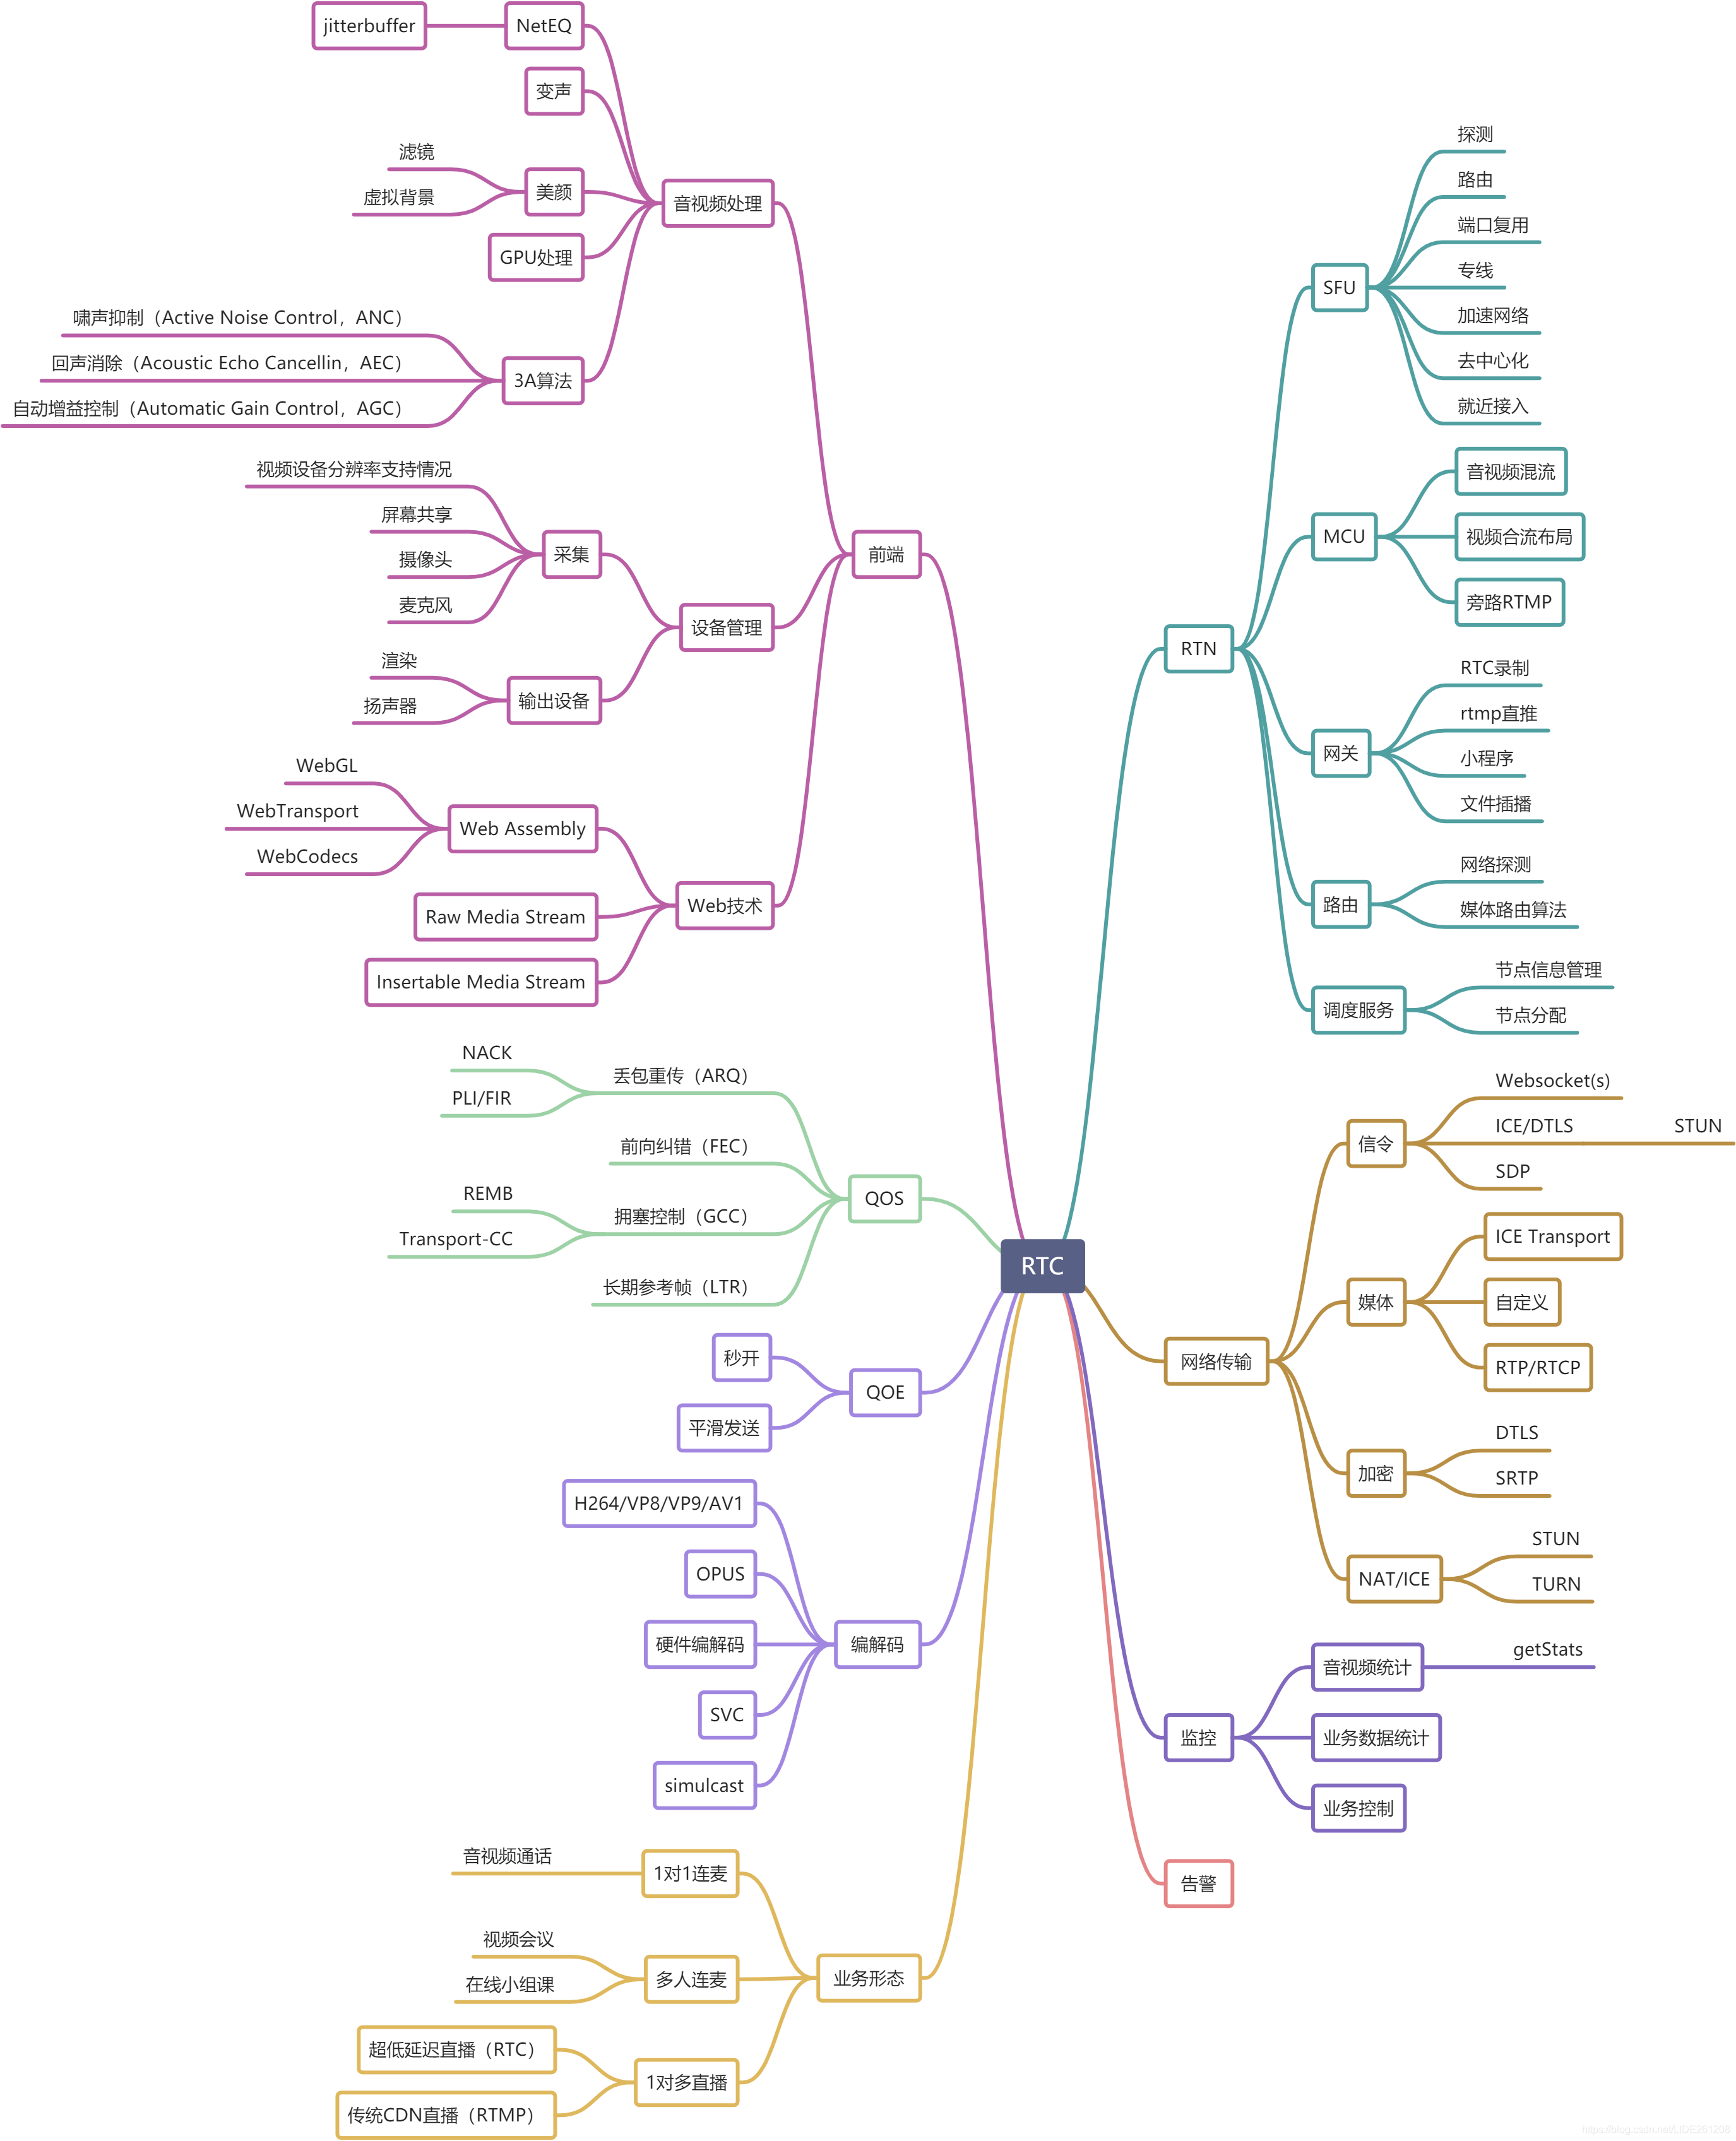 RTC
前端
音视频处理
NetEQ
jitterbuffer
变声
美颜
滤镜
虚拟背景
GPU处理
3A算法
啸声抑制（Active Noise Control，ANC）
回声消除（Acoustic Echo Cancellin，AEC）
自动增益控制（Automatic Gain Control，AGC）
设备管理
采集
视频设备分辨率支持情况
屏幕共享
摄像头
麦克风
输出设备
渲染
扬声器
Web技术
Web Assembly
WebGL
WebTransport
WebCodecs
Raw Media Stream
Insertable Media Stream
QOS
丢包重传（ARQ）
NACK
PLI/FIR
前向纠错（FEC）
拥塞控制（GCC）
REMB
Transport-CC
长期参考帧（LTR）
QOE
秒开
平滑发送
编解码
H264/VP8/VP9/AV1
OPUS
硬件编解码
SVC
simulcast
业务形态
1对1连麦
音视频通话
多人连麦
视频会议
在线小组课
1对多直播
超低延迟直播（RTC）
传统CDN直播（RTMP）
RTN
SFU
探测
路由
端口复用
专线
加速网络
去中心化
就近接入
MCU
音视频混流
视频合流布局
旁路RTMP
网关
RTC录制
rtmp直推
小程序
文件插播
路由
网络探测
媒体路由算法
调度服务
节点信息管理
节点分配
网络传输
信令
Websocket(s)
ICE/DTLS
STUN
SDP
媒体
ICE Transport
自定义
RTP/RTCP
加密
DTLS
SRTP
NAT/ICE
STUN
TURN
监控
音视频统计
getStats
业务数据统计
业务控制
告警